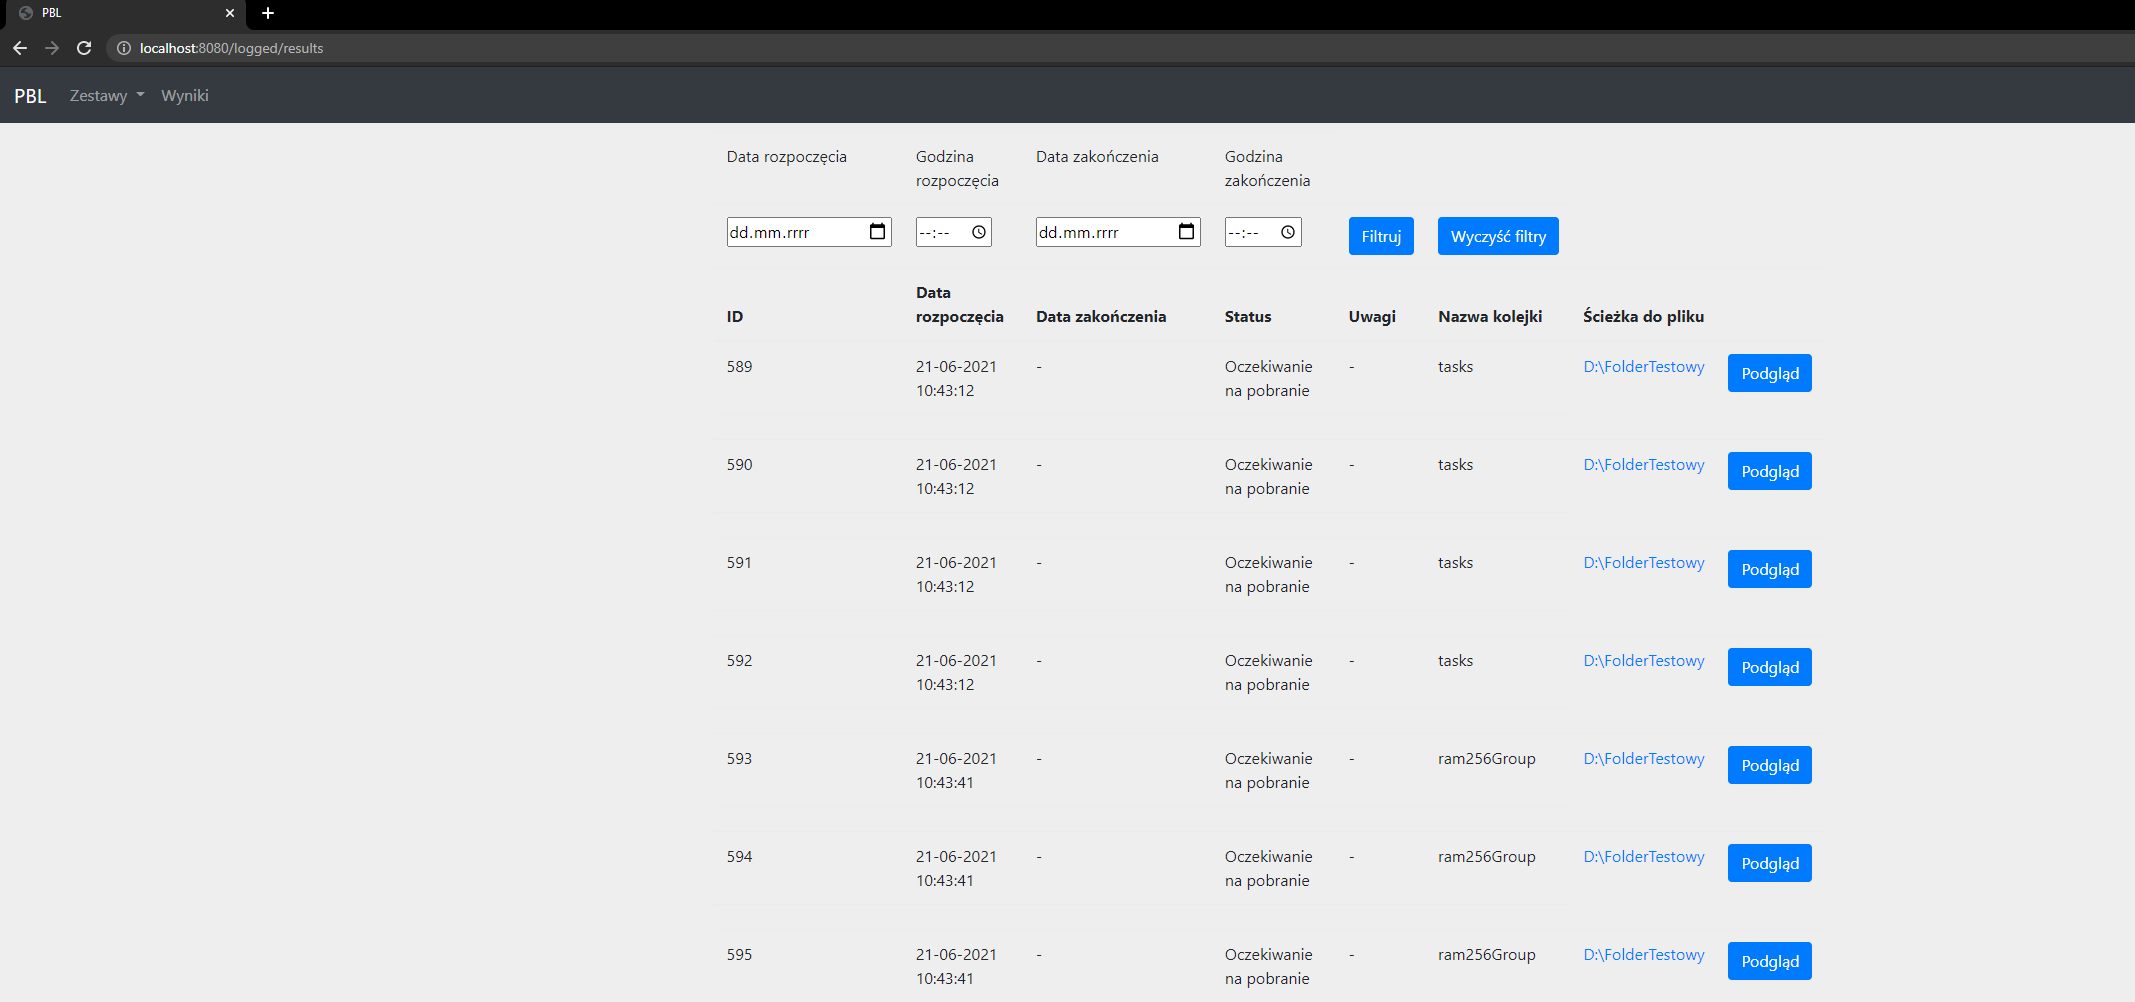 PBL
localhost:8080/logged/results
PBL Zestawy Wyniki
Data rozpoczęcia Godzina rozpoczęcia Data zakończenia Godzina zakończenia
dd.mm.rrrr --:-- dd.mm.rrrr --:-- Filtruj Wyczyść filtry
ID Data rozpoczęcia Data zakończenia Status Uwagi Nazwa kolejki Ścieżka do pliku
589 21-06-2021 10:43:12 - Oczekiwanie na pobranie - tasks D:\FolderTestowy Podgląd
590 21-06-2021 10:43:12 - Oczekiwanie na pobranie - tasks D:\FolderTestowy Podgląd
591 21-06-2021 10:43:12 - Oczekiwanie na pobranie - tasks D:\FolderTestowy Podgląd
592 21-06-2021 10:43:12 - Oczekiwanie na pobranie - tasks D:\FolderTestowy Podgląd
593 21-06-2021 10:43:41 - Oczekiwanie na pobranie - ram256Group D:\FolderTestowy Podgląd
594 21-06-2021 10:43:41 - Oczekiwanie na pobranie - ram256Group D:\FolderTestowy Podgląd
595 21-06-2021 10:43:41 - Oczekiwanie na pobranie - ram256Group D:\FolderTestowy Podgląd